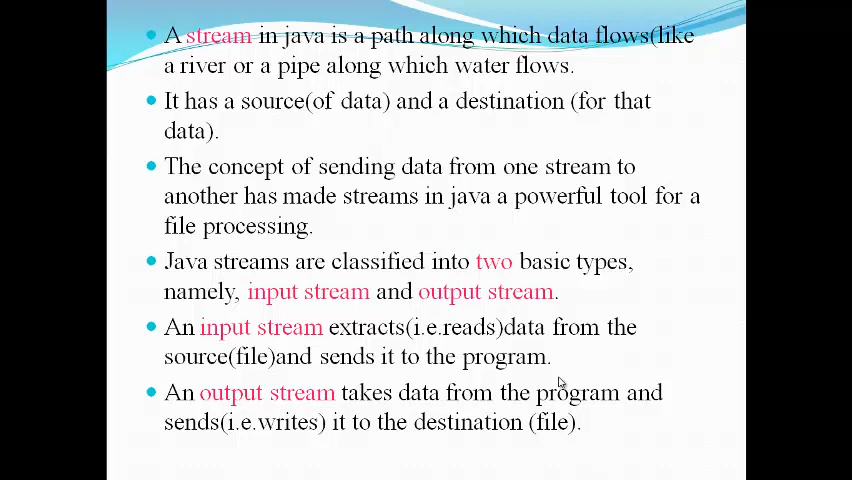 • A stream in java is a path along which data flows(like
a river or a pipe along which water flows.
• It has a source(of data) and a destination (for that
data).
• The concept of sending data from one stream to
another has made streams in java a powerful tool for a
file processing.
• Java streams are classified into two basic types,
namely, input stream and output stream.
• An input stream extracts(i.e.reads)data from the
source(file)and sends it to the program.
• An output stream takes data from the program and
sends(i.e.writes) it to the destination (file).